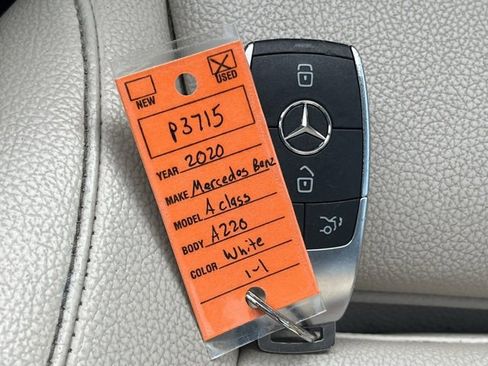 NEW
USED
P3715
YEAR 2020
MAKE Mercedes Benz
MODEL A class
BODY A220
COLOR White
1-1